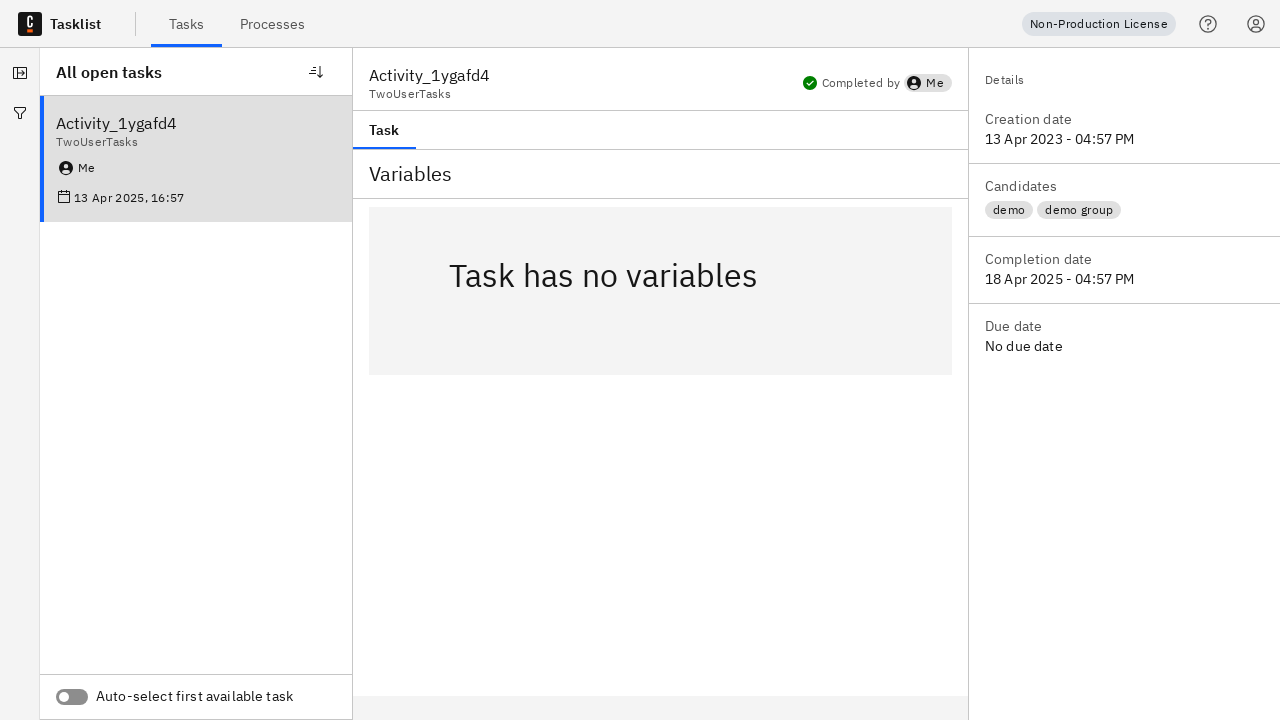 Tasklist
Tasks
Processes
Non-Production License
All open tasks
Activity_1ygafd4
TwoUserTasks
Me
13 Apr 2025, 16:57
Auto-select first available task
Activity_1ygafd4
TwoUserTasks
Completed by Me
Task
Variables
Task has no variables
Details
Creation date
13 Apr 2023 - 04:57 PM
Candidates
demo demo group
Completion date
18 Apr 2025 - 04:57 PM
Due date
No due date